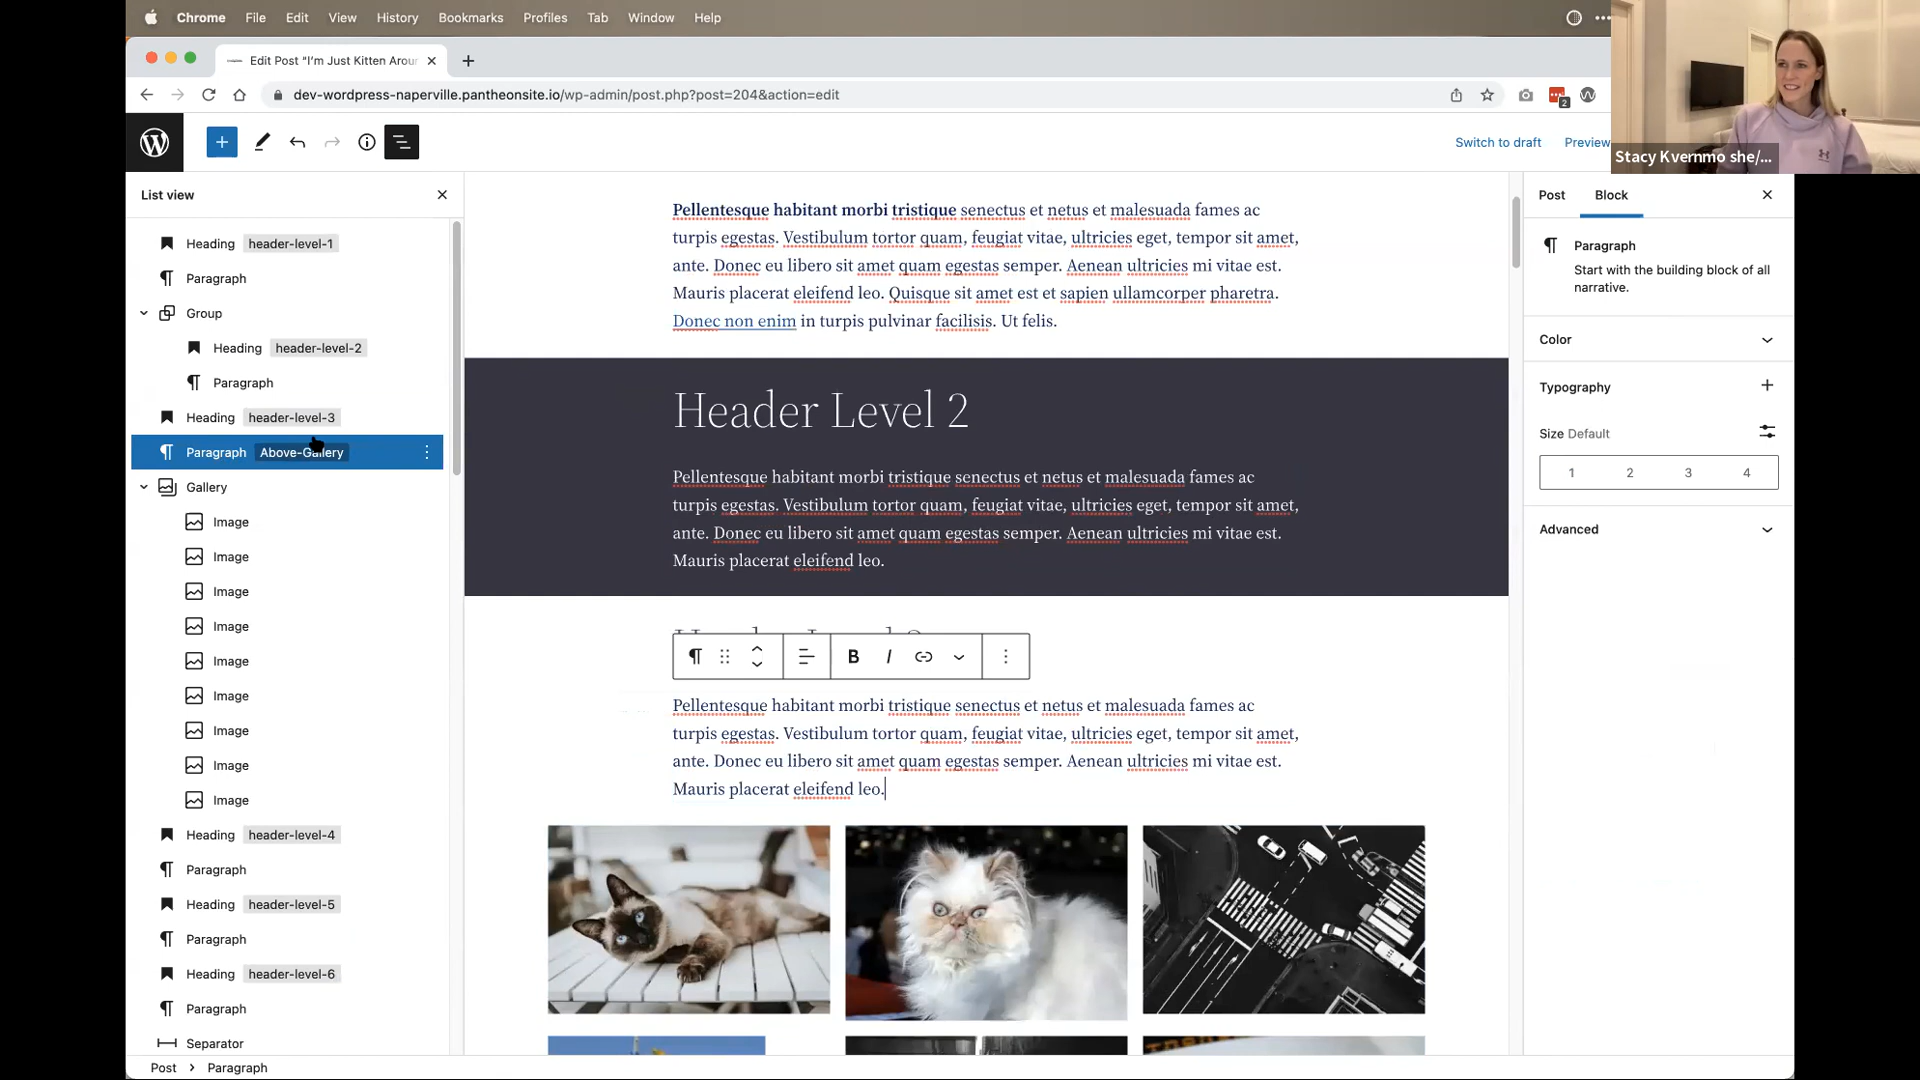 Chrome File Edit View History Bookmarks Profiles Tab Window Help
Edit Post "I'm Just Kitten Arou
dev-wordpress-naperville.pantheonsite.io/wp-admin/post.php?post=204&action=edit
2
Switch to draft Preview
Stacy Kvernmo she/...
List view
Heading header-level-1
Paragraph
Group
Heading header-level-2
Paragraph
Heading header-level-3
Paragraph Above-Gallery
Gallery
Image
Image
Image
Image
Image
Image
Image
Image
Image
Heading header-level-4
Paragraph
Heading header-level-5
Paragraph
Heading header-level-6
Paragraph
Separator
Pellentesque habitant morbi tristique senectus et netus et malesuada fames ac
turpis egestas. Vestibulum tortor quam, feugiat vitae, ultricies eget, tempor sit amet,
ante. Donec eu libero sit amet quam egestas semper. Aenean ultricies mi vitae est.
Mauris placerat eleifend leo. Quisque sit amet est et sapien ullamcorper pharetra.
Donec non enim in turpis pulvinar facilisis. Ut felis.
Header Level 2
Pellentesque habitant morbi tristique senectus et netus et malesuada fames ac
turpis egestas. Vestibulum tortor quam, feugiat vitae, ultricies eget, tempor sit amet,
ante. Donec eu libero sit amet quam egestas semper. Aenean ultricies mi vitae est.
Mauris placerat eleifend leo.
B I
Pellentesque habitant morbi tristique senectus et netus et malesuada fames ac
turpis egestas. Vestibulum tortor quam, feugiat vitae, ultricies eget, tempor sit amet,
ante. Donec eu libero sit amet quam egestas semper. Aenean ultricies mi vitae est.
Mauris placerat eleifend leo.
Post Block
Paragraph
Start with the building block of all
narrative.
Color
Typography
Size Default
1 2 3 4
Advanced
Post > Paragraph